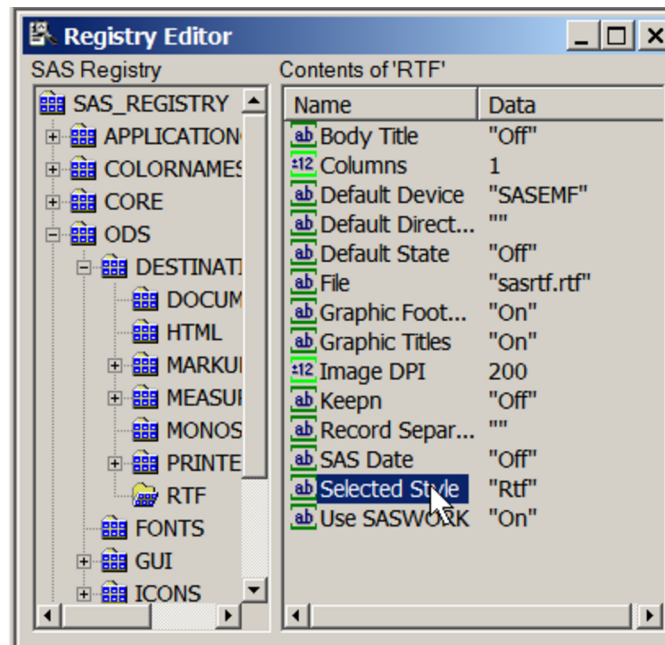 Registry Editor
SAS Registry
SAS_REGISTRY
APPLICATION
COLORNAMES
CORE
ODS
DESTINATI
DOCUM
HTML
MARKUI
MEASUI
MONOS
PRINTE
RTF
FONTS
GUI
ICONS
Contents of 'RTF'
Name Data
Body Title "Off"
Columns 1
Default Device "SASEMF"
Default Direct... ""
Default State "Off"
File "sasrtf.rtf"
Graphic Foot... "On"
Graphic Titles "On"
Image DPI 200
Keepn "Off"
Record Separ... ""
SAS Date "Off"
Selected Style "Rtf"
Use SASWORK "On"